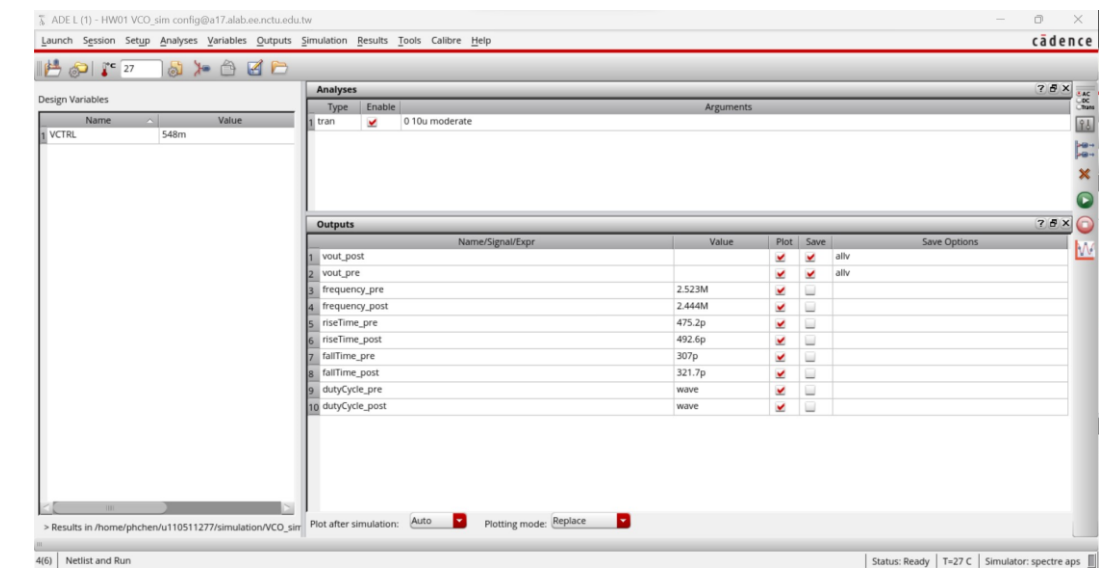 ADE L (1) - HW01 VCO_sim config@a17.alab.ee.nctu.edu.tw
Launch Session Setup Analyses Variables Outputs Simulation Results Tools Calibre Help
cādence
°C 27
Design Variables
Name Value
1 VCTRL 548m
> Results in /home/phchen/u110511277/simulation/VCO_sim
Analyses
Type Enable Arguments
1 tran 0 10u moderate
AC
DC
Trans
Outputs
Name/Signal/Expr Value Plot Save Save Options
1 vout_post allv
2 vout_pre allv
3 frequency_pre 2.523M
4 frequency_post 2.444M
5 riseTime_pre 475.2p
6 riseTime_post 492.6p
7 fallTime_pre 307p
8 fallTime_post 321.7p
9 dutyCycle_pre wave
10 dutyCycle_post wave
Plot after simulation: Auto Plotting mode: Replace
4(6) Netlist and Run Status: Ready T=27 C Simulator: spectre aps